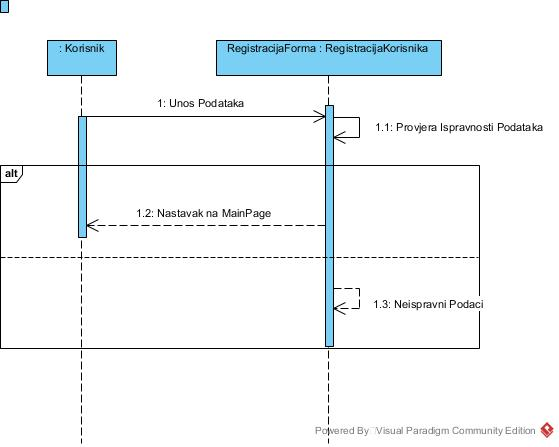 : Korisnik
RegistracijaForma : RegistracijaKorisnika
1: Unos Podataka
1.1: Provjera Ispravnosti Podataka
alt
1.2: Nastavak na MainPage
1.3: Neispravni Podaci
Powered By Visual Paradigm Community Edition